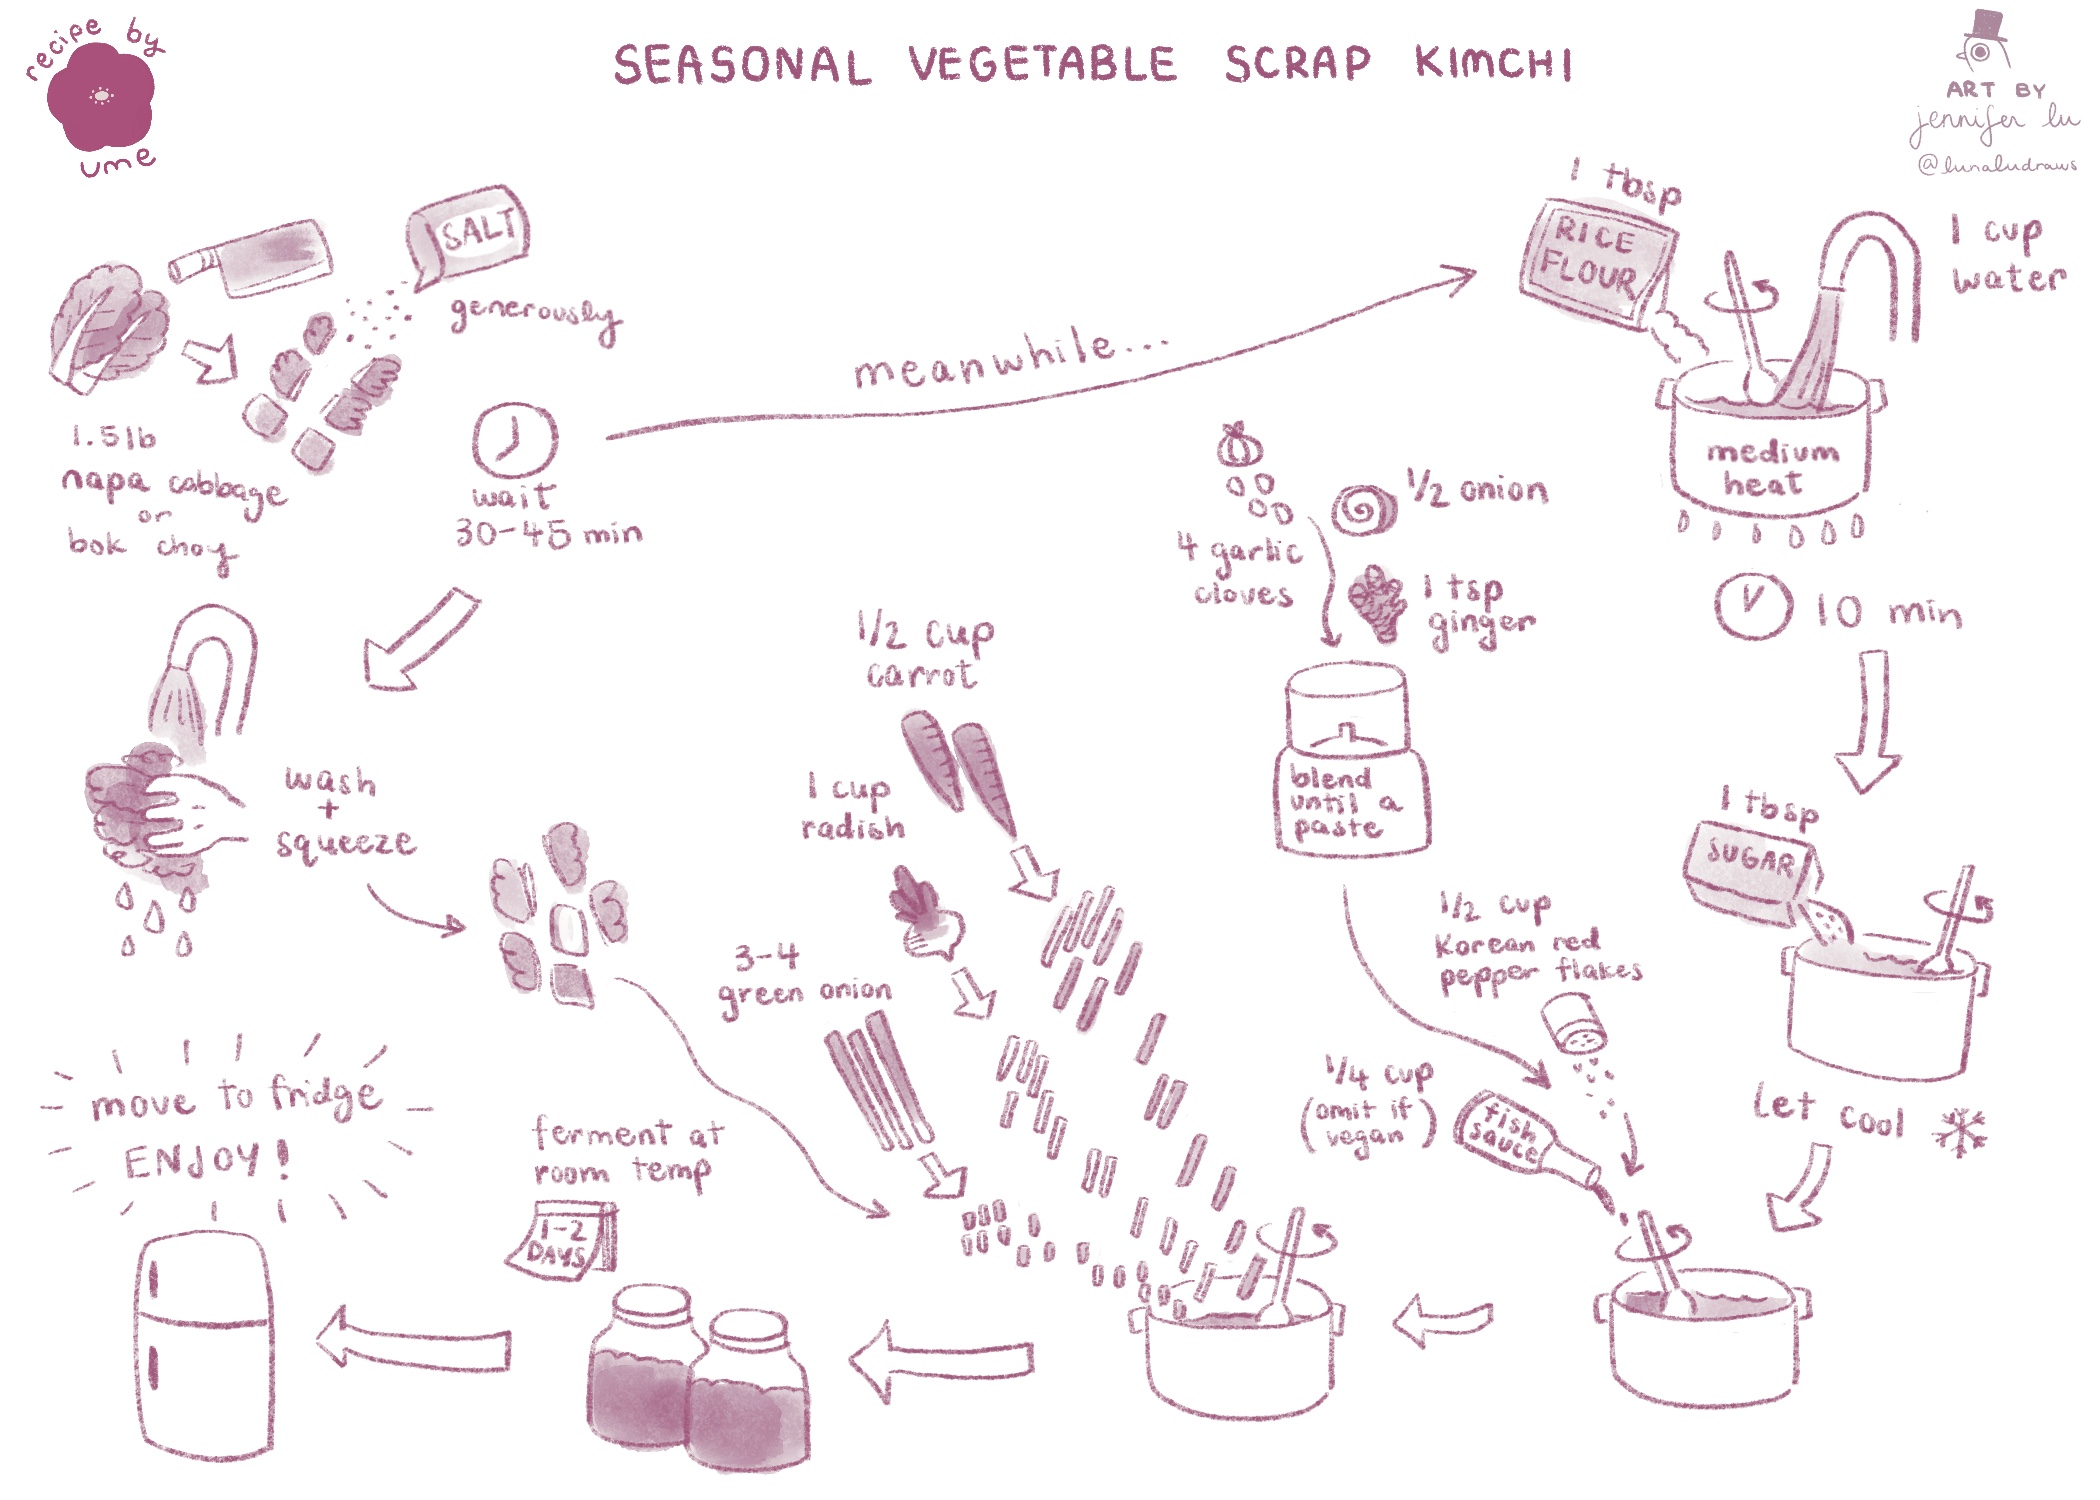 recipe by
ume
SEASONAL VEGETABLE SCRAP KIMCHI
ART BY
jennifer lu
@lunaludraws
SALT
generously
1.5lb
napa cabbage
or
bok choy
wait
30-45 min
meanwhile...
1 tbsp
RICE
FLOUR
1 cup
water
medium
heat
10 min
1 tbsp
SUGAR
Let cool
4 garlic
cloves
1/2 onion
1 tsp
ginger
blend
until a
paste
1/2 cup
Korean red
pepper flakes
1/4 cup
(omit if
vegan)
fish
sauce
wash
+
squeeze
1/2 cup
carrot
1 cup
radish
3-4
green onion
ferment at
room temp
1-2
DAYS
move to fridge
ENJOY!